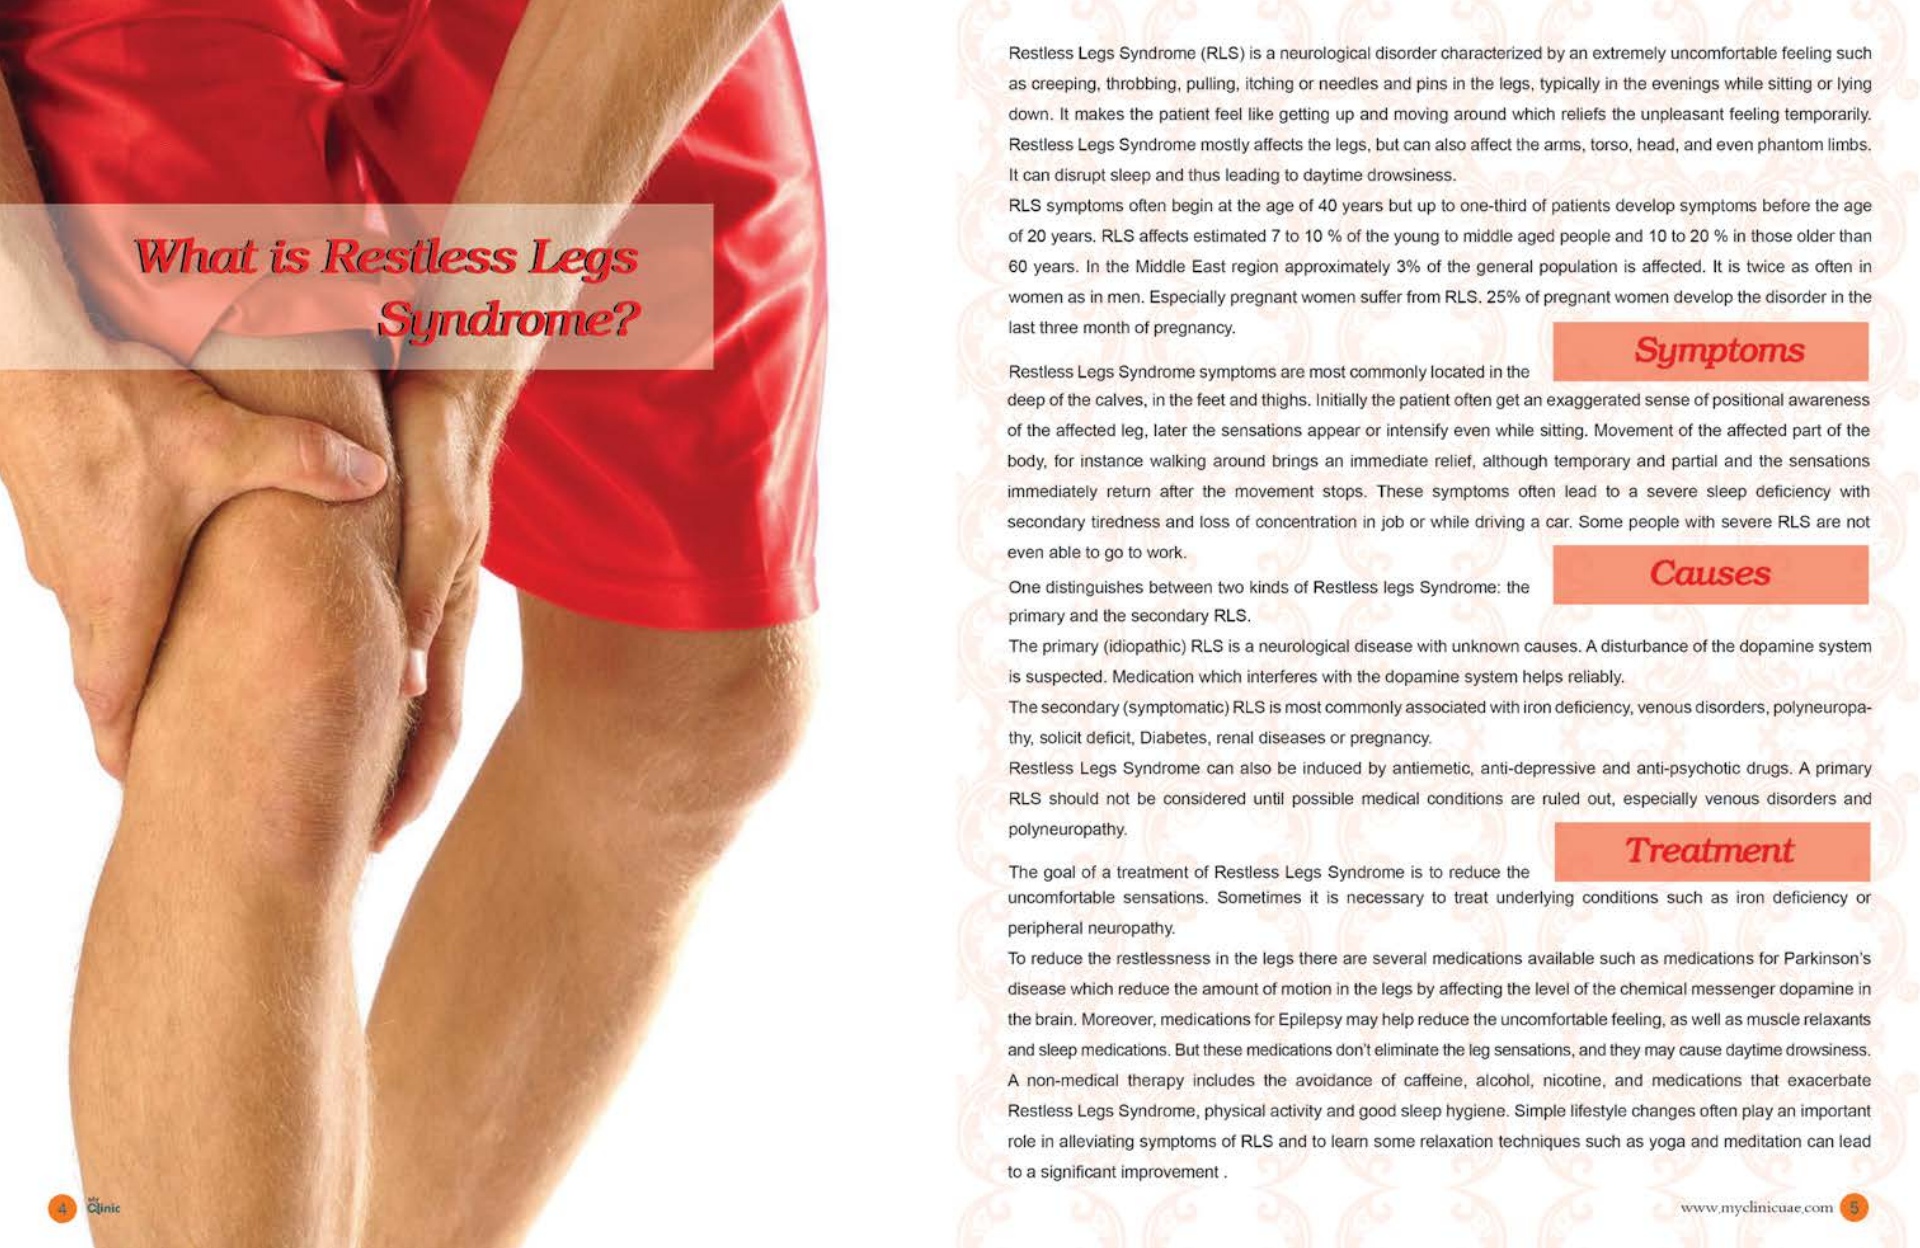 What is Restless Legs
Syndrome?
4
My
Clinic
Restless Legs Syndrome (RLS) is a neurological disorder characterized by an extremely uncomfortable feeling such
as creeping, throbbing, pulling, itching or needles and pins in the legs, typically in the evenings while sitting or lying
down. It makes the patient feel like getting up and moving around which reliefs the unpleasant feeling temporarily.
Restless Legs Syndrome mostly affects the legs, but can also affect the arms, torso, head, and even phantom limbs.
It can disrupt sleep and thus leading to daytime drowsiness.
RLS symptoms often begin at the age of 40 years but up to one-third of patients develop symptoms before the age
of 20 years. RLS affects estimated 7 to 10 % of the young to middle aged people and 10 to 20 % in those older than
60 years. In the Middle East region approximately 3% of the general population is affected. It is twice as often in
women as in men. Especially pregnant women suffer from RLS. 25% of pregnant women develop the disorder in the
last three month of pregnancy.
Symptoms
Restless Legs Syndrome symptoms are most commonly located in the
deep of the calves, in the feet and thighs. Initially the patient often get an exaggerated sense of positional awareness
of the affected leg, later the sensations appear or intensify even while sitting. Movement of the affected part of the
body, for instance walking around brings an immediate relief, although temporary and partial and the sensations
immediately return after the movement stops. These symptoms often lead to a severe sleep deficiency with
secondary tiredness and loss of concentration in job or while driving a car. Some people with severe RLS are not
even able to go to work.
Causes
One distinguishes between two kinds of Restless legs Syndrome: the
primary and the secondary RLS.
The primary (idiopathic) RLS is a neurological disease with unknown causes. A disturbance of the dopamine system
is suspected. Medication which interferes with the dopamine system helps reliably.
The secondary (symptomatic) RLS is most commonly associated with iron deficiency, venous disorders, polyneuropa-
thy, solicit deficit, Diabetes, renal diseases or pregnancy.
Restless Legs Syndrome can also be induced by antiemetic, anti-depressive and anti-psychotic drugs. A primary
RLS should not be considered until possible medical conditions are ruled out, especially venous disorders and
polyneuropathy.
Treatment
The goal of a treatment of Restless Legs Syndrome is to reduce the
uncomfortable sensations. Sometimes it is necessary to treat underlying conditions such as iron deficiency or
peripheral neuropathy.
To reduce the restlessness in the legs there are several medications available such as medications for Parkinson's
disease which reduce the amount of motion in the legs by affecting the level of the chemical messenger dopamine in
the brain. Moreover, medications for Epilepsy may help reduce the uncomfortable feeling, as well as muscle relaxants
and sleep medications. But these medications don't eliminate the leg sensations, and they may cause daytime drowsiness.
A non-medical therapy includes the avoidance of caffeine, alcohol, nicotine, and medications that exacerbate
Restless Legs Syndrome, physical activity and good sleep hygiene. Simple lifestyle changes often play an important
role in alleviating symptoms of RLS and to learn some relaxation techniques such as yoga and meditation can lead
to a significant improvement .
www.myclinicuae.com 5